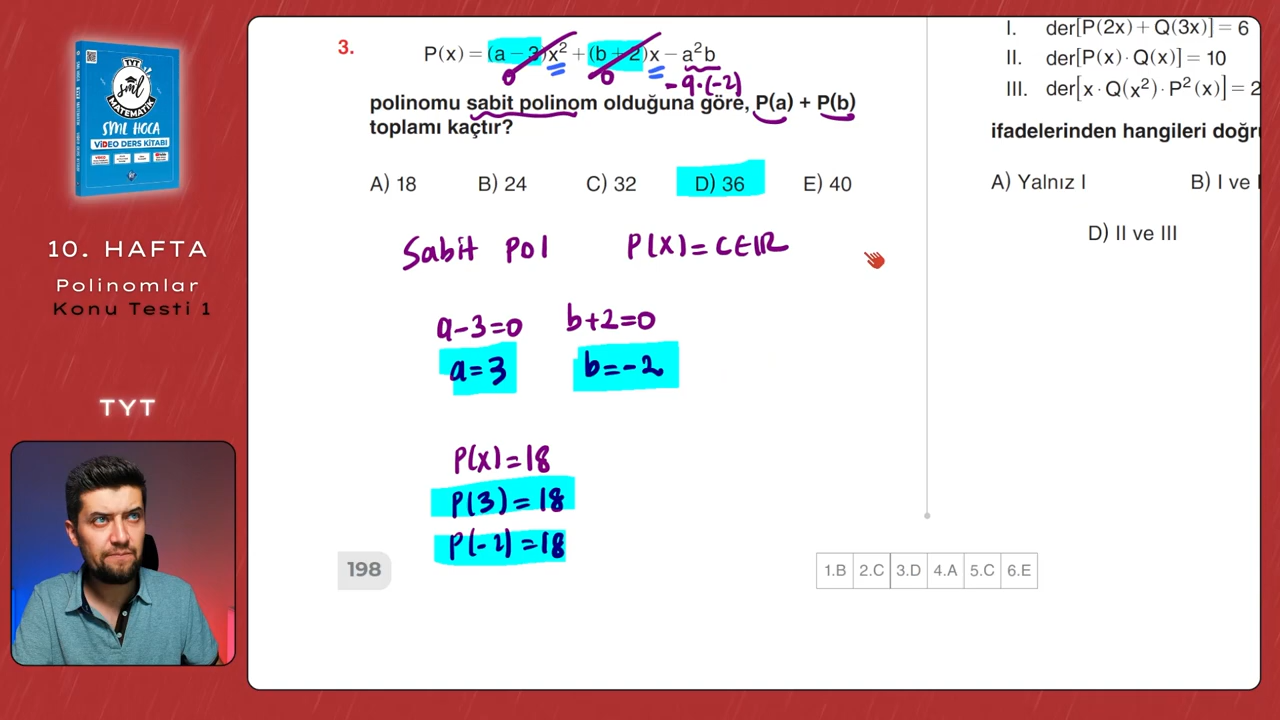 TYT
SML
MATEMATİK
SML HOCA
VİDEO DERS KİTABI
10. HAFTA
Polinomlar
Konu Testi 1
TYT
3. P(x) = (a − 3)x² + (b + 2)x − a²b
0 0 −9·(−2)
polinomu sabit polinom olduğuna göre, P(a) + P(b)
toplamı kaçtır?
A) 18 B) 24 C) 32 D) 36 E) 40
Sabit Pol P(x) = C ∈ IR
a−3=0 b+2=0
a=3 b=−2
P(x)=18
P(3)=18
P(−2)=18
198
1.B 2.C 3.D 4.A 5.C 6.E
I. der[P(2x) + Q(3x)] = 6
II. der[P(x) · Q(x)] = 10
III. der[x · Q(x²) · P²(x)] = 2
ifadelerinden hangileri doğru
A) Yalnız I B) I ve I
D) II ve III